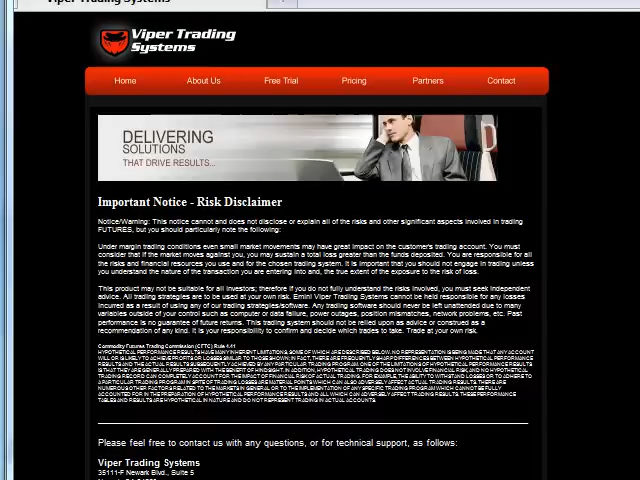 Viper Trading Systems
Viper Trading
Systems
Home About Us Free Trial Pricing Partners Contact
DELIVERING
SOLUTIONS
THAT DRIVE RESULTS...
Important Notice - Risk Disclaimer
Notice/Warning: This notice cannot and does not disclose or explain all of the risks and other significant aspects involved in trading
FUTURES, but you should particularly note the following:
Under margin trading conditions even small market movements may have great impact on the customer's trading account. You must
consider that if the market moves against you, you may sustain a total loss greater than the funds deposited. You are responsible for all
the risks and financial resources you use and for the chosen trading system. It is important that you should not engage in trading unless
you understand the nature of the transaction you are entering into and, the true extent of the exposure to the risk of loss.
This product may not be suitable for all investors; therefore if you do not fully understand the risks involved, you must seek independent
advice. All trading strategies are to be used at your own risk. Emini Viper Trading Systems cannot be held responsible for any losses
incurred as a result of using any of our trading strategies/software. Any trading software should never be left unattended due to many
variables outside of your control such as computer or data failure, power outages, position mismatches, network problems, etc. Past
performance is no guarantee of future returns. This trading system should not be relied upon as advice or construed as a
recommendation of any kind. It is your responsibility to confirm and decide which trades to take. Trade at your own risk.
Commodity Futures Trading Commission (CFTC) Rule 4.41
HYPOTHETICAL PERFORMANCE RESULTS HAVE MANY INHERENT LIMITATIONS, SOME OF WHICH ARE DESCRIBED BELOW. NO REPRESENTATION IS BEING MADE THAT ANY ACCOUNT
WILL OR IS LIKELY TO ACHIEVE PROFITS OR LOSSES SIMILAR TO THOSE SHOWN; IN FACT, THERE ARE FREQUENTLY SHARP DIFFERENCES BETWEEN HYPOTHETICAL PERFORMANCE
RESULTS AND THE ACTUAL RESULTS SUBSEQUENTLY ACHIEVED BY ANY PARTICULAR TRADING PROGRAM. ONE OF THE LIMITATIONS OF HYPOTHETICAL PERFORMANCE RESULTS
IS THAT THEY ARE GENERALLY PREPARED WITH THE BENEFIT OF HINDSIGHT. IN ADDITION, HYPOTHETICAL TRADING DOES NOT INVOLVE FINANCIAL RISK, AND NO HYPOTHETICAL
TRADING RECORD CAN COMPLETELY ACCOUNT FOR THE IMPACT OF FINANCIAL RISK OF ACTUAL TRADING. FOR EXAMPLE, THE ABILITY TO WITHSTAND LOSSES OR TO ADHERE TO
A PARTICULAR TRADING PROGRAM IN SPITE OF TRADING LOSSES ARE MATERIAL POINTS WHICH CAN ALSO ADVERSELY AFFECT ACTUAL TRADING RESULTS. THERE ARE
NUMEROUS OTHER FACTORS RELATED TO THE MARKETS IN GENERAL OR TO THE IMPLEMENTATION OF ANY SPECIFIC TRADING PROGRAM WHICH CANNOT BE FULLY
ACCOUNTED FOR IN THE PREPARATION OF HYPOTHETICAL PERFORMANCE RESULTS AND ALL WHICH CAN ADVERSELY AFFECT TRADING RESULTS. THESE PERFORMANCE
TABLES AND RESULTS ARE HYPOTHETICAL IN NATURE AND DO NOT REPRESENT TRADING IN ACTUAL ACCOUNTS.
Please feel free to contact us with any questions, or for technical support, as follows:
Viper Trading Systems
35111-F Newark Blvd., Suite 5